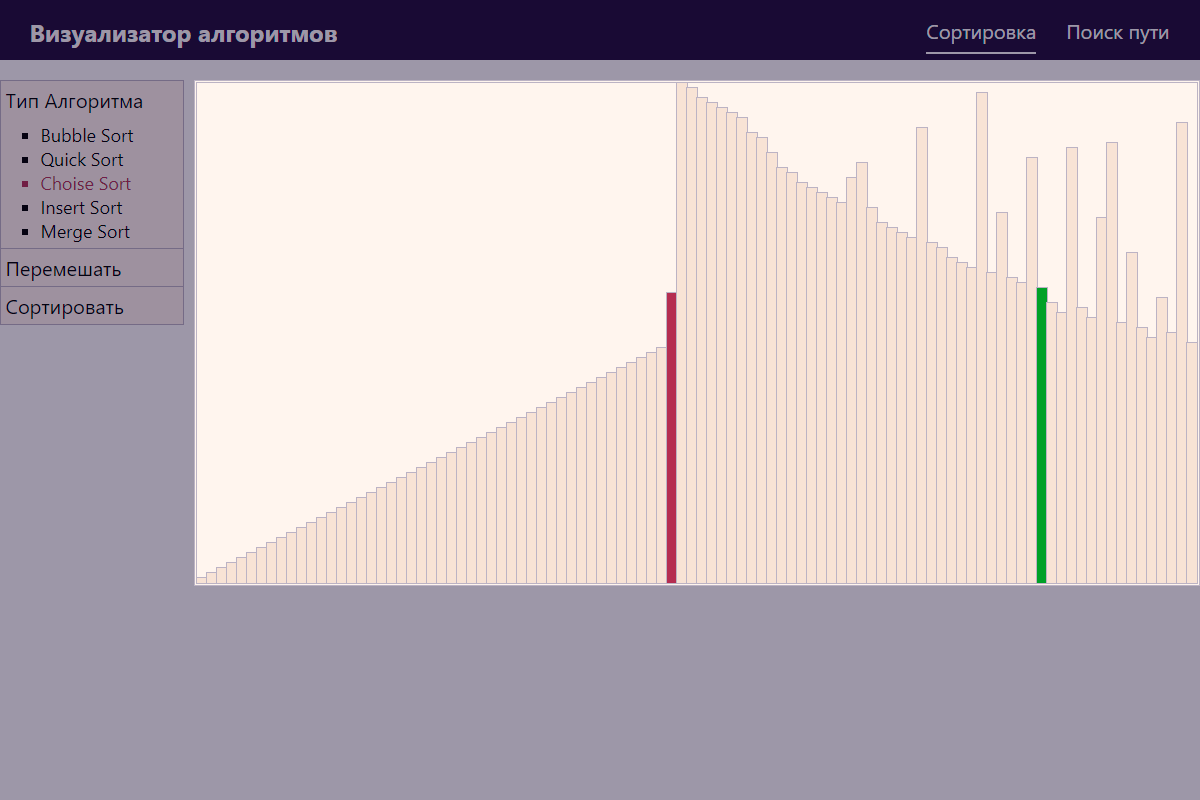 Визуализатор алгоритмов
Сортировка
Поиск пути
Тип Алгоритма
Bubble Sort
Quick Sort
Choise Sort
Insert Sort
Merge Sort
Перемешать
Сортировать